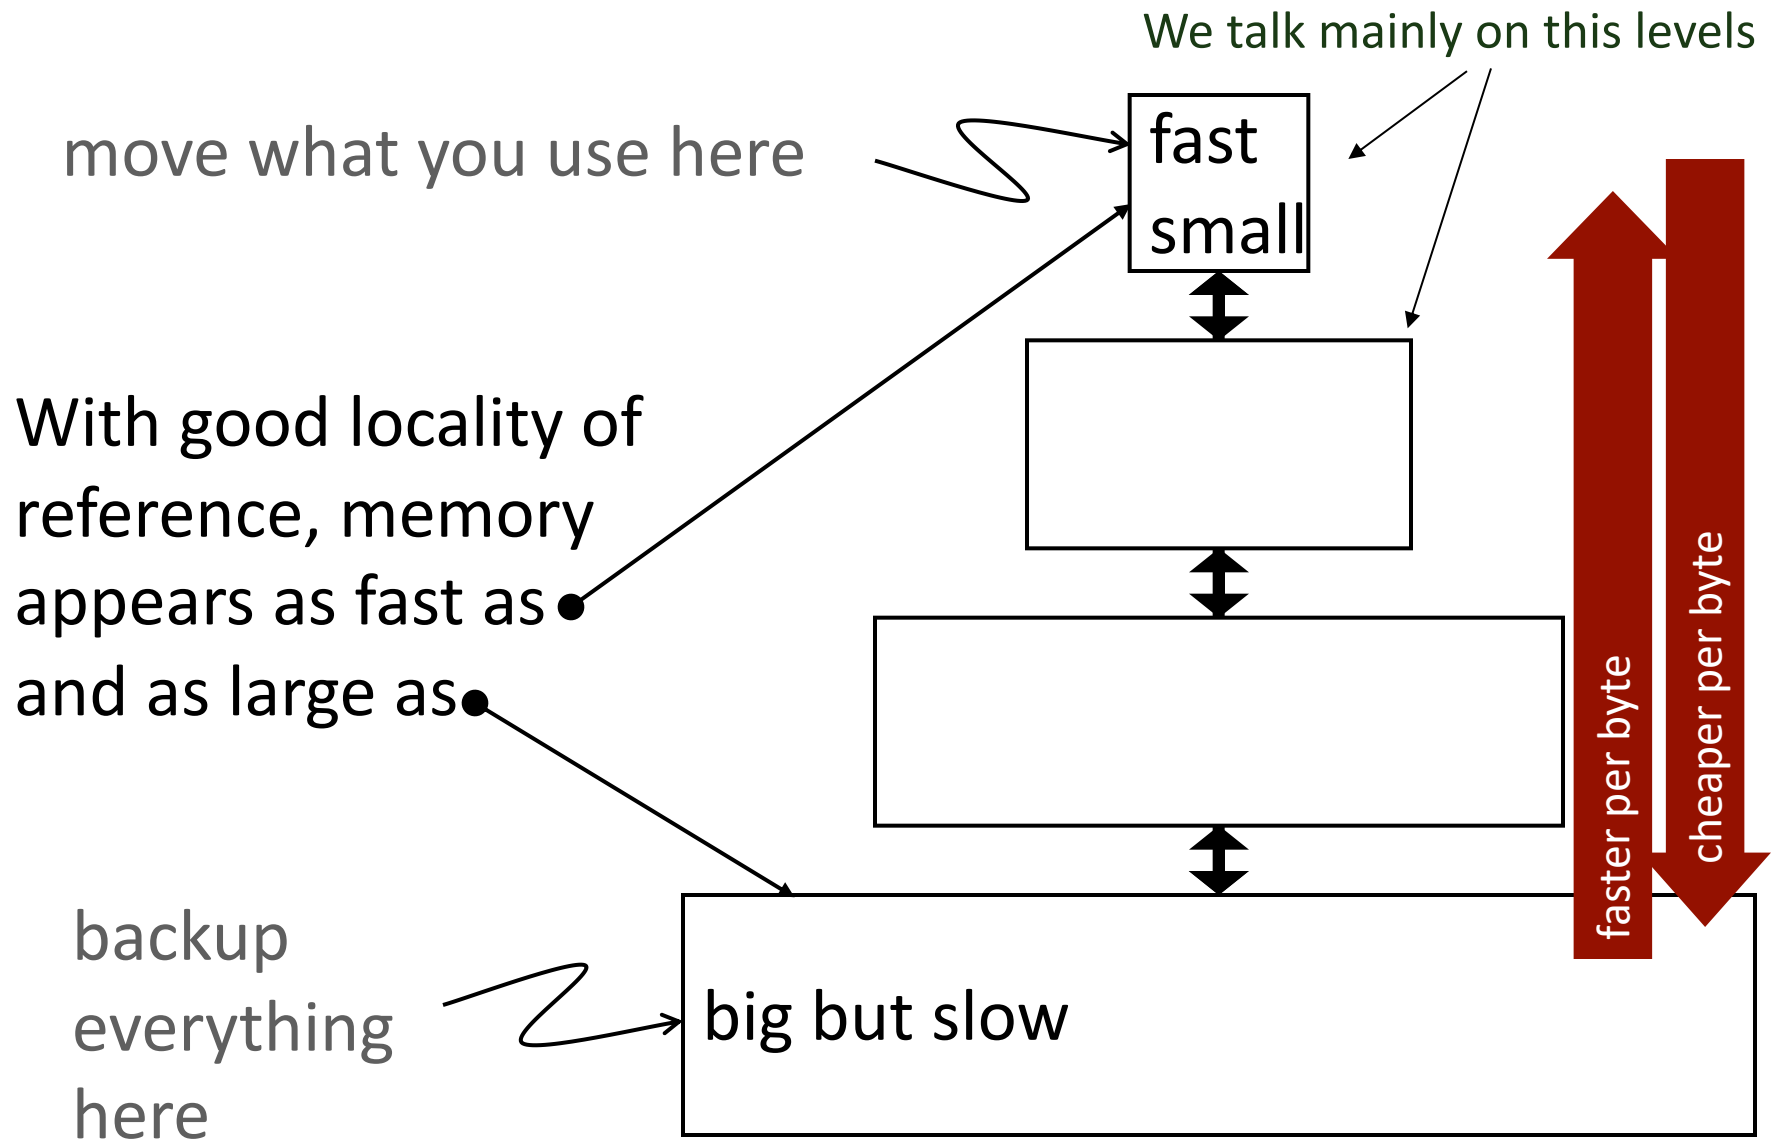 We talk mainly on this levels
move what you use here
fast
small
With good locality of
reference, memory
appears as fast as
and as large as
faster per byte
cheaper per byte
backup
everything
here
big but slow